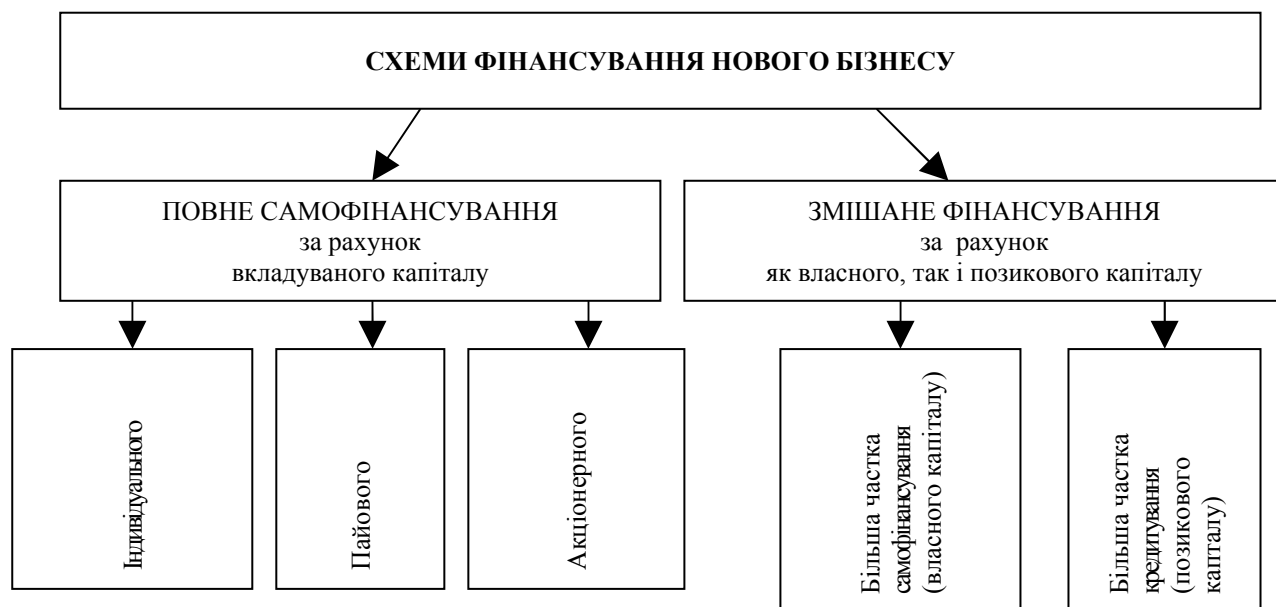 СХЕМИ ФІНАНСУВАННЯ НОВОГО БІЗНЕСУ
ПОВНЕ САМОФІНАНСУВАННЯ
за рахунок
вкладуваного капіталу
ЗМІШАНЕ ФІНАНСУВАННЯ
за рахунок
як власного, так і позикового капіталу
Індивідуального
Пайового
Акціонерного
Більша частка
самофінансування
(власного капіталу)
Більша частка
кредитування
(позикового
капталу)